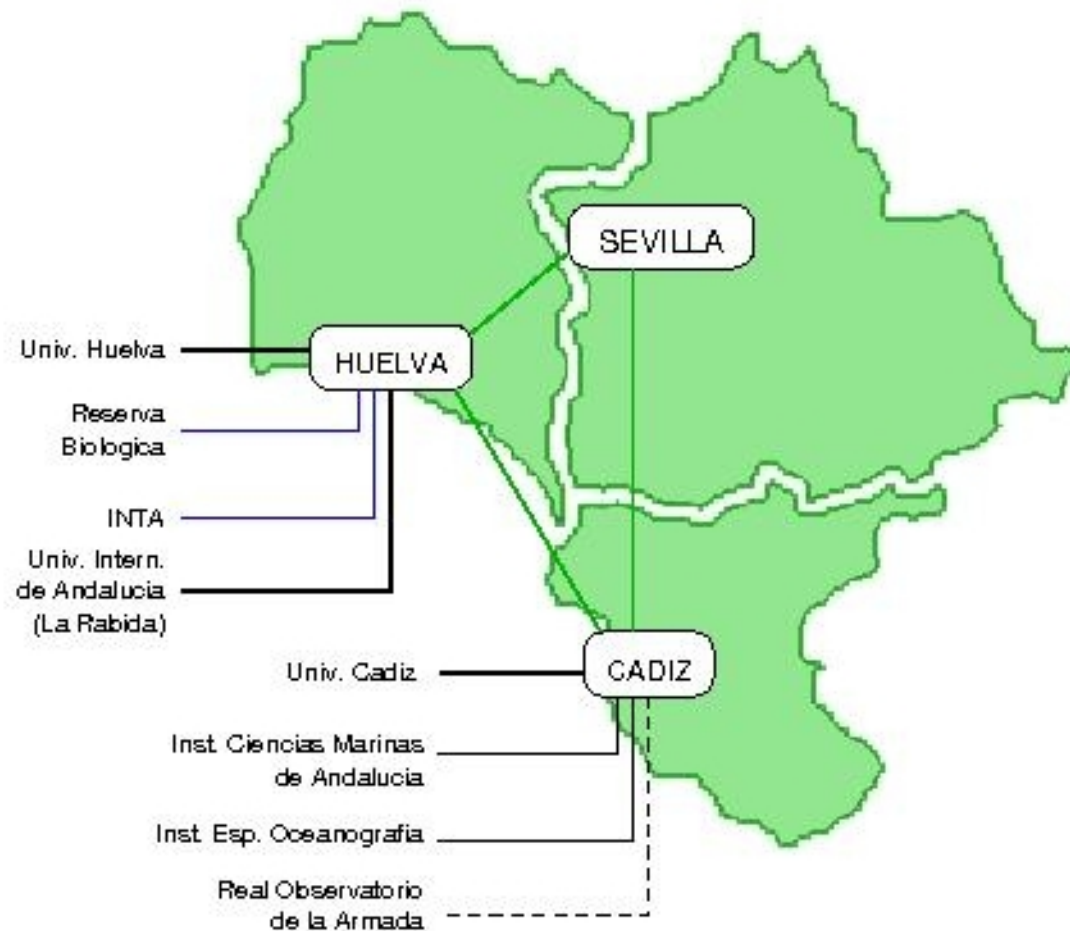 SEVILLA
Univ. Huelva
HUELVA
Reserva
Biologica
INTA
Univ. Intern.
de Andalucia
(La Rabida)
Univ. Cadiz
CADIZ
Inst. Ciencias Marinas
de Andalucia
Inst. Esp. Oceanografia
Real Observatorio
de la Armada